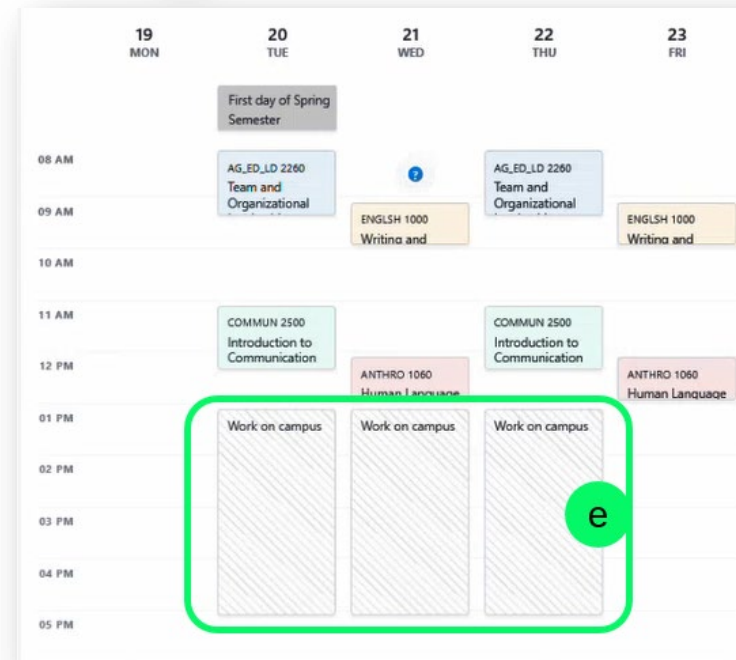 19
MON
20
TUE
21
WED
22
THU
23
FRI
First day of Spring
Semester
08 AM
AG_ED_LD 2260
Team and
Organizational
?
AG_ED_LD 2260
Team and
Organizational
09 AM
ENGLSH 1000
Writing and
ENGLSH 1000
Writing and
10 AM
11 AM
COMMUN 2500
Introduction to
Communication
COMMUN 2500
Introduction to
Communication
12 PM
ANTHRO 1060
Human Language
ANTHRO 1060
Human Language
01 PM
Work on campus
Work on campus
Work on campus
02 PM
03 PM
e
04 PM
05 PM